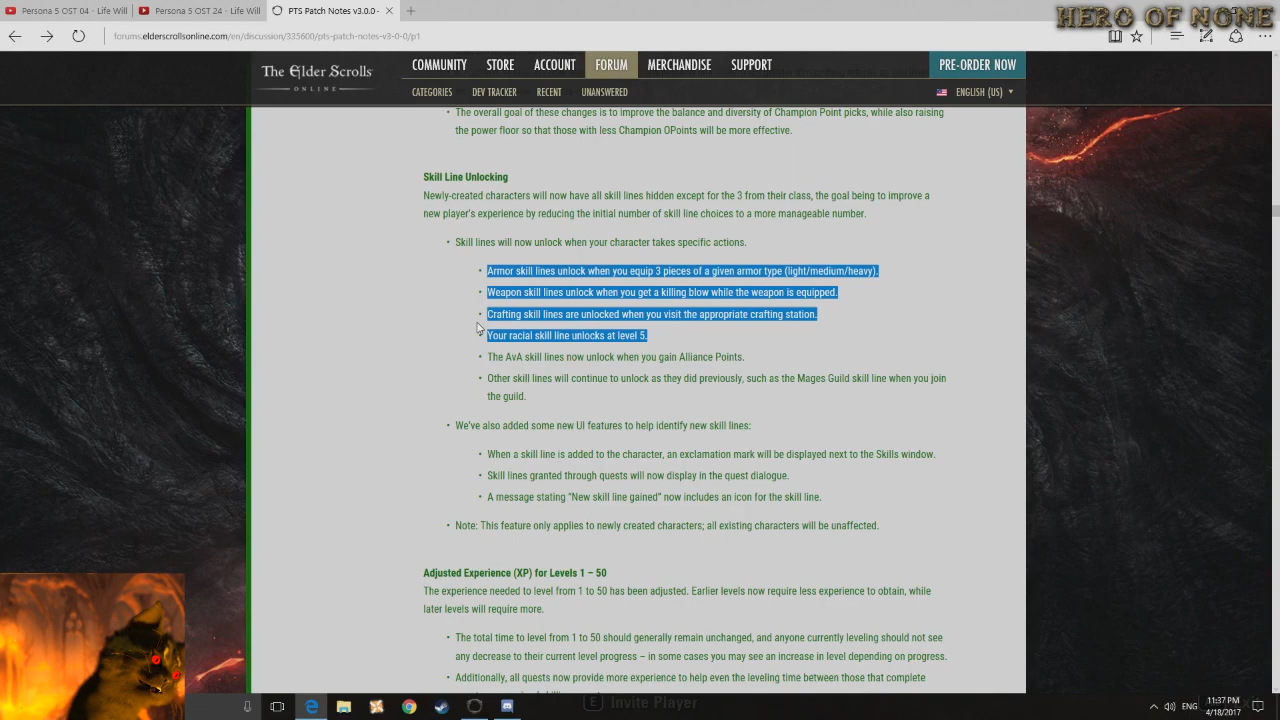 Persona 5 OST 04 - Life Will
Persona 5 OST 24 - Life Will
PTS Patch Notes v3.0.0 -
HERO OF NONE
forums.elderscrollsonline.com/en/discussion/335600/pts-patch-notes-v3-0-0/p1
The Elder Scrolls
ONLINE
COMMUNITY STORE ACCOUNT FORUM MERCHANDISE SUPPORT PRE-ORDER NOW
CATEGORIES DEV TRACKER RECENT UNANSWERED ENGLISH (US)
• The overall goal of these changes is to improve the balance and diversity of Champion Point picks, while also raising
the power floor so that those with less Champion OPoints will be more effective.
Skill Line Unlocking
Newly-created characters will now have all skill lines hidden except for the 3 from their class, the goal being to improve a
new player's experience by reducing the initial number of skill line choices to a more manageable number.
• Skill lines will now unlock when your character takes specific actions.
• Armor skill lines unlock when you equip 3 pieces of a given armor type (light/medium/heavy).
• Weapon skill lines unlock when you get a killing blow while the weapon is equipped.
• Crafting skill lines are unlocked when you visit the appropriate crafting station.
• Your racial skill line unlocks at level 5.
• The AvA skill lines now unlock when you gain Alliance Points.
• Other skill lines will continue to unlock as they did previously, such as the Mages Guild skill line when you join
the guild.
• We've also added some new UI features to help identify new skill lines:
• When a skill line is added to the character, an exclamation mark will be displayed next to the Skills window.
• Skill lines granted through quests will now display in the quest dialogue.
• A message stating “New skill line gained” now includes an icon for the skill line.
• Note: This feature only applies to newly created characters; all existing characters will be unaffected.
Adjusted Experience (XP) for Levels 1 – 50
The experience needed to level from 1 to 50 has been adjusted. Earlier levels now require less experience to obtain, while
later levels will require more.
• The total time to level from 1 to 50 should generally remain unchanged, and anyone currently leveling should not see
any decrease to their current level progress – in some cases you may see an increase in level depending on progress.
• Additionally, all quests now provide more experience to help even the leveling time between those that complete
E Invite Player
ENG
11:37 PM
4/18/2017